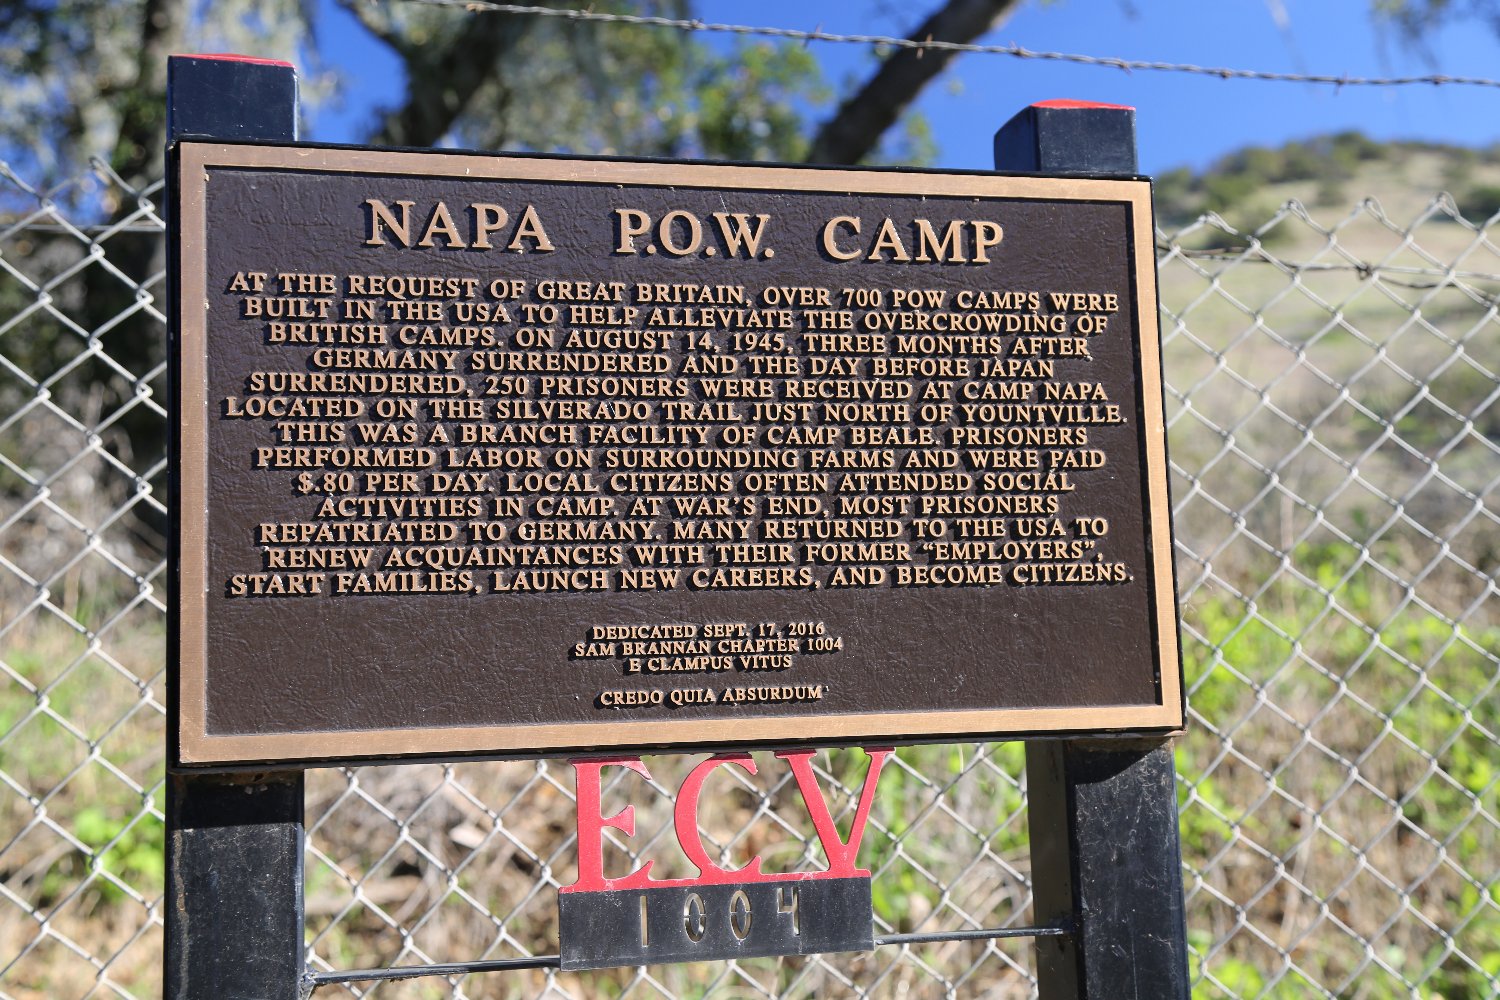 NAPA P.O.W. CAMP
AT THE REQUEST OF GREAT BRITAIN, OVER 700 POW CAMPS WERE
BUILT IN THE USA TO HELP ALLEVIATE THE OVERCROWDING OF
BRITISH CAMPS. ON AUGUST 14, 1945, THREE MONTHS AFTER
GERMANY SURRENDERED AND THE DAY BEFORE JAPAN
SURRENDERED, 250 PRISONERS WERE RECEIVED AT CAMP NAPA
LOCATED ON THE SILVERADO TRAIL JUST NORTH OF YOUNTVILLE.
THIS WAS A BRANCH FACILITY OF CAMP BEALE. PRISONERS
PERFORMED LABOR ON SURROUNDING FARMS AND WERE PAID
$.80 PER DAY. LOCAL CITIZENS OFTEN ATTENDED SOCIAL
ACTIVITIES IN CAMP. AT WAR'S END, MOST PRISONERS
REPATRIATED TO GERMANY. MANY RETURNED TO THE USA TO
RENEW ACQUAINTANCES WITH THEIR FORMER "EMPLOYERS",
START FAMILIES, LAUNCH NEW CAREERS, AND BECOME CITIZENS.
DEDICATED SEPT. 17, 2016
SAM BRANNAN CHAPTER 1004
E CLAMPUS VITUS
CREDO QUIA ABSURDUM
ECV
1004